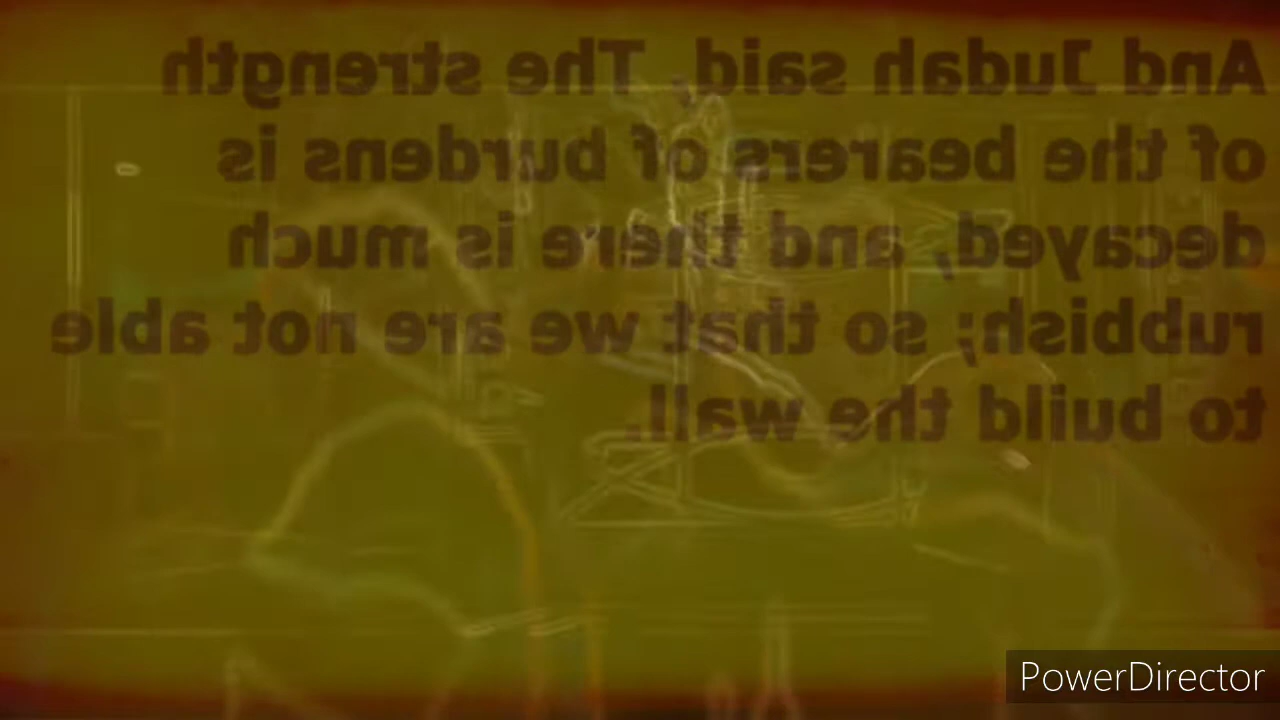 And Judah said, The strength
of the bearers of burdens is
decayed, and there is much
rubbish; so that we are not able
to build the wall.
PowerDirector